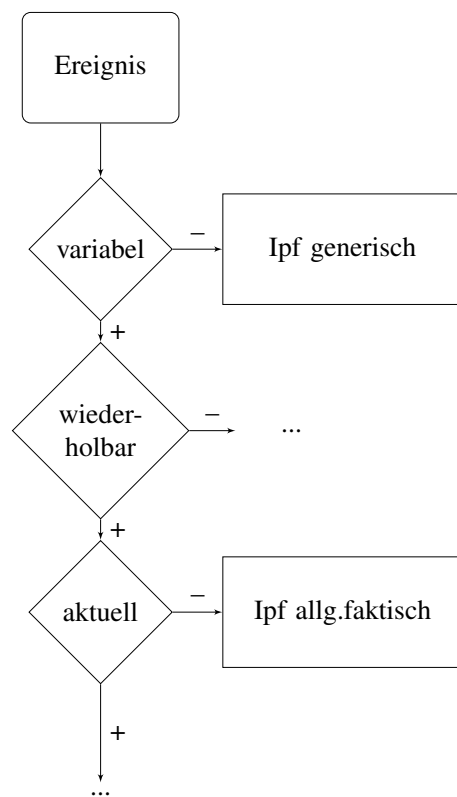 Ereignis
variabel
–
Ipf generisch
+
wieder-
holbar
–
...
+
aktuell
–
Ipf allg.faktisch
+
...